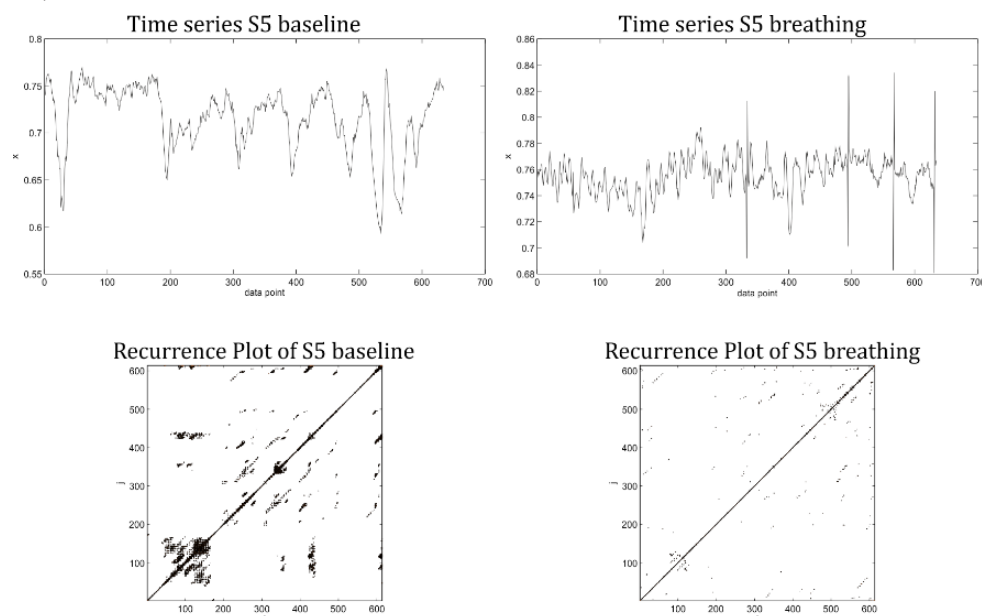 Time series S5 baseline
0.8
0.75
0.7
0.65
0.6
0.55
x
0 100 200 300 400 500 600 700
data point
Time series S5 breathing
0.86
0.84
0.82
0.8
0.78
0.76
0.74
0.72
0.7
0.68
x
0 100 200 300 400 500 600 700
data point
Recurrence Plot of S5 baseline
600
500
400
300
200
100
j
100 200 300 400 500 600
Recurrence Plot of S5 breathing
600
500
400
300
200
100
j
100 200 300 400 500 600